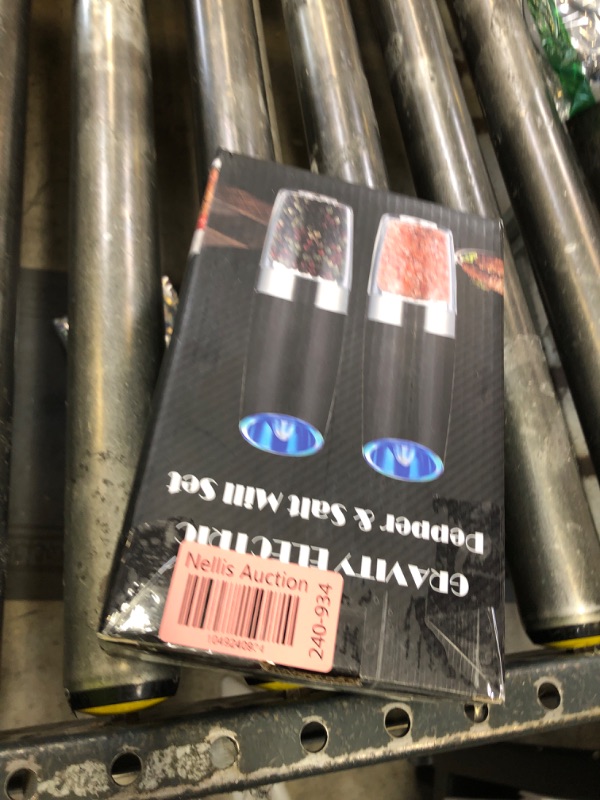 GRAVITY ELECTRIC
Pepper & Salt Mill Set
Nellis Auction
240-934